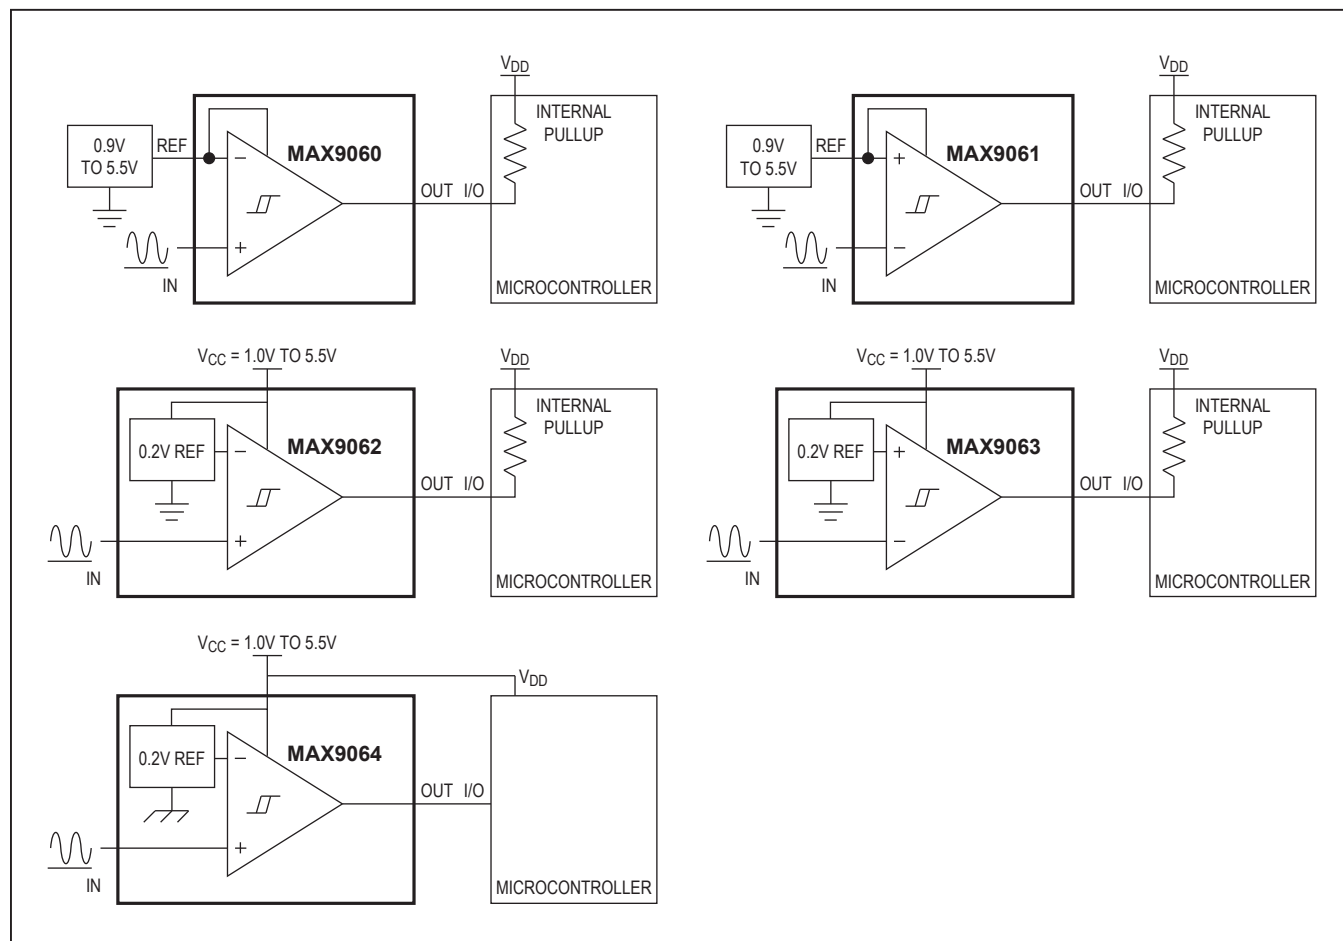 VDD
INTERNAL
PULLUP
0.9V
TO 5.5V
REF
−
MAX9060
OUT I/O
+
IN
MICROCONTROLLER
VDD
INTERNAL
PULLUP
0.9V
TO 5.5V
REF
+
MAX9061
OUT I/O
−
IN
MICROCONTROLLER
VCC = 1.0V TO 5.5V
VDD
INTERNAL
PULLUP
0.2V REF
−
MAX9062
OUT I/O
+
IN
MICROCONTROLLER
VCC = 1.0V TO 5.5V
VDD
INTERNAL
PULLUP
0.2V REF
+
MAX9063
OUT I/O
−
IN
MICROCONTROLLER
VCC = 1.0V TO 5.5V
VDD
0.2V REF
−
MAX9064
OUT I/O
+
IN
MICROCONTROLLER